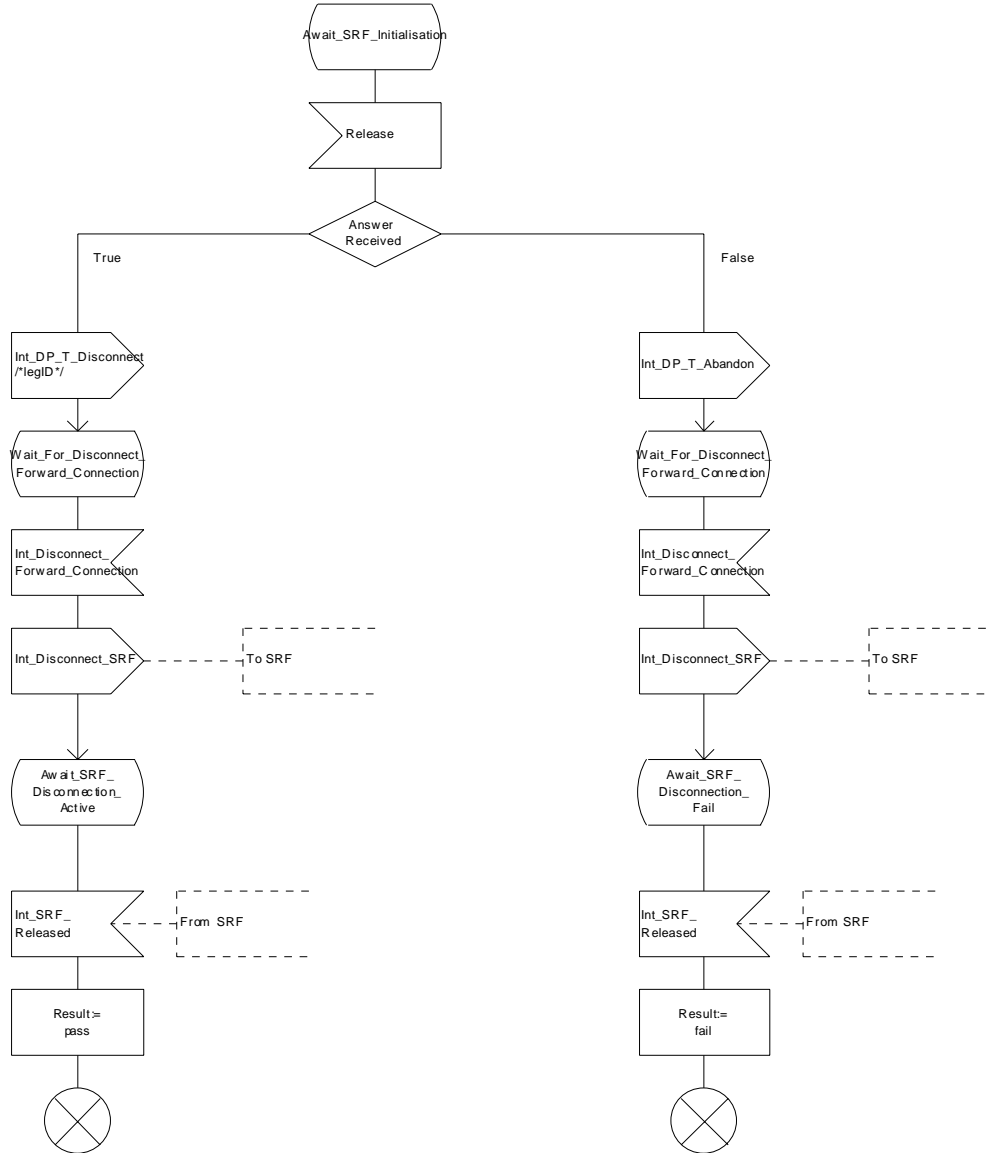 Await_SRF_Initialisation
Release
Answer
Received
True
False
Int_DP_T_Disconnect
/*legID*/
Int_DP_T_Abandon
Wait_For_Disconnect_
Forward_Connection
Wait_For_Disconnect_
Forward_Connection
Int_Disconnect_
Forward_Connection
Int_Disconnect_
Forward_Connection
Int_Disconnect_SRF
To SRF
Int_Disconnect_SRF
To SRF
Await_SRF_
Disconnection_
Active
Await_SRF_
Disconnection_
Fail
Int_SRF_
Released
From SRF
Int_SRF_
Released
From SRF
Result:=
pass
Result:=
fail